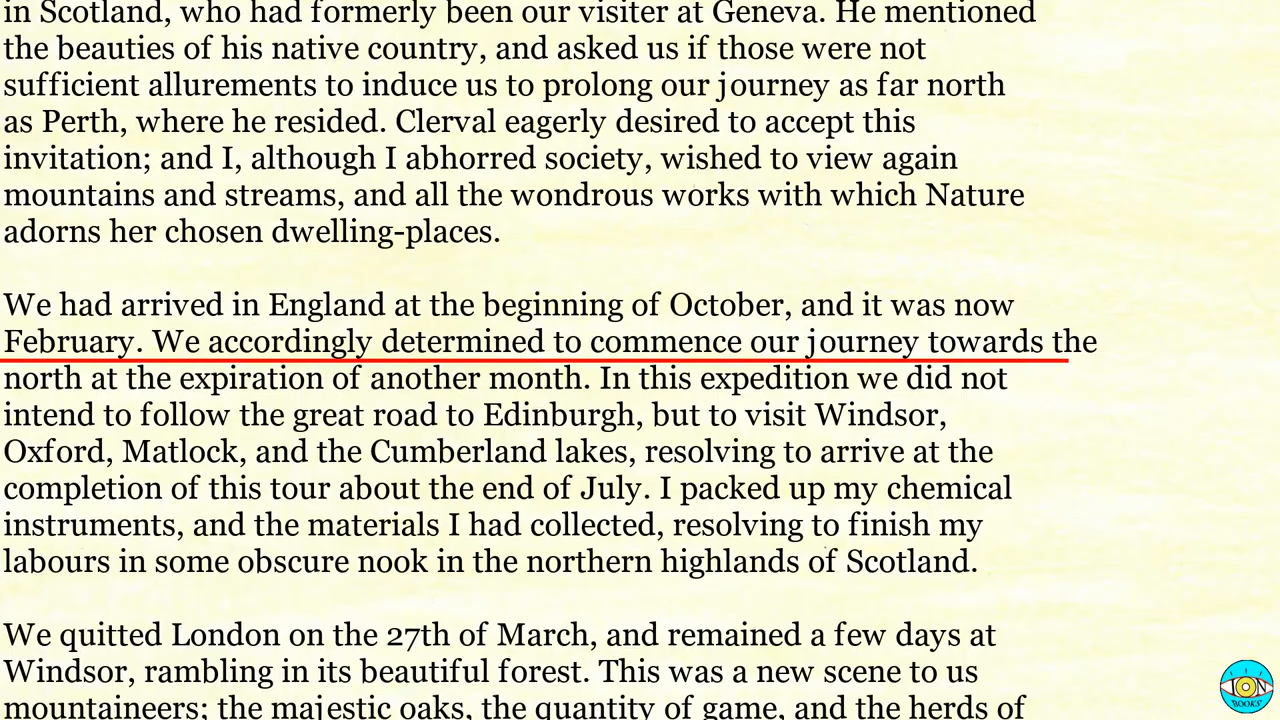 in Scotland, who had formerly been our visiter at Geneva. He mentioned
the beauties of his native country, and asked us if those were not
sufficient allurements to induce us to prolong our journey as far north
as Perth, where he resided. Clerval eagerly desired to accept this
invitation; and I, although I abhorred society, wished to view again
mountains and streams, and all the wondrous works with which Nature
adorns her chosen dwelling-places.
We had arrived in England at the beginning of October, and it was now
February. We accordingly determined to commence our journey towards the
north at the expiration of another month. In this expedition we did not
intend to follow the great road to Edinburgh, but to visit Windsor,
Oxford, Matlock, and the Cumberland lakes, resolving to arrive at the
completion of this tour about the end of July. I packed up my chemical
instruments, and the materials I had collected, resolving to finish my
labours in some obscure nook in the northern highlands of Scotland.
We quitted London on the 27th of March, and remained a few days at
Windsor, rambling in its beautiful forest. This was a new scene to us
mountaineers; the majestic oaks, the quantity of game, and the herds of
ION
BOOKS